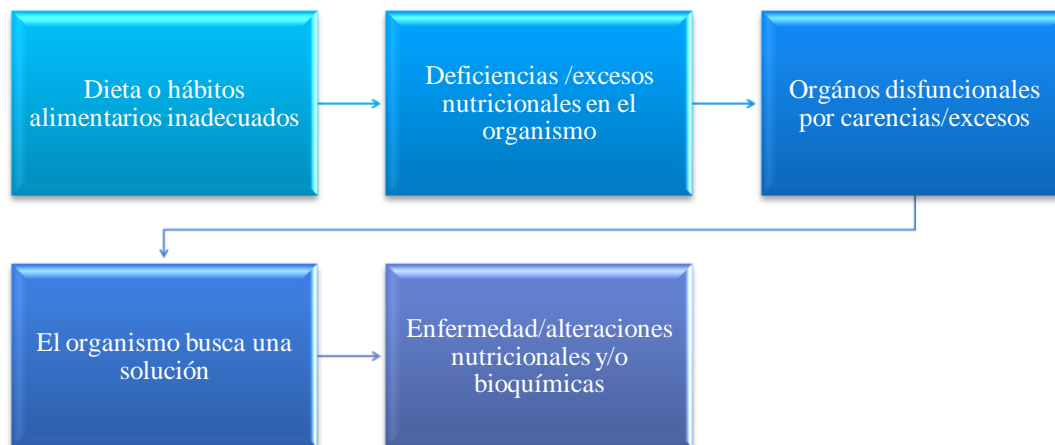 Dieta o hábitos
alimentarios inadecuados
Deficiencias /excesos
nutricionales en el
organismo
Orgános disfuncionales
por carencias/excesos
El organismo busca una
solución
Enfermedad/alteraciones
nutricionales y/o
bioquímicas